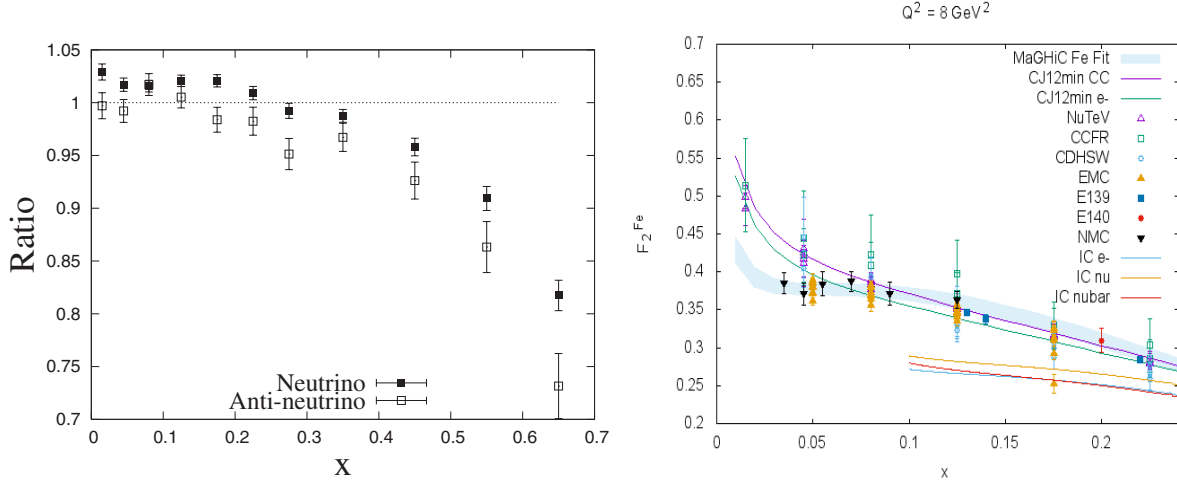 1.05
1
0.95
0.9
0.85
0.8
0.75
0.7
Ratio
Neutrino
Anti-neutrino
0 0.1 0.2 0.3 0.4 0.5 0.6 0.7
x
Q² = 8 GeV²
0.7
0.65
0.6
0.55
0.5
0.45
0.4
0.35
0.3
0.25
0.2
F₂^Fe
MaGHiC Fe Fit
CJ12min CC
CJ12min e-
NuTeV
CCFR
CDHSW
EMC
E139
E140
NMC
IC e-
IC nu
IC nubar
0 0.05 0.1 0.15 0.2
x